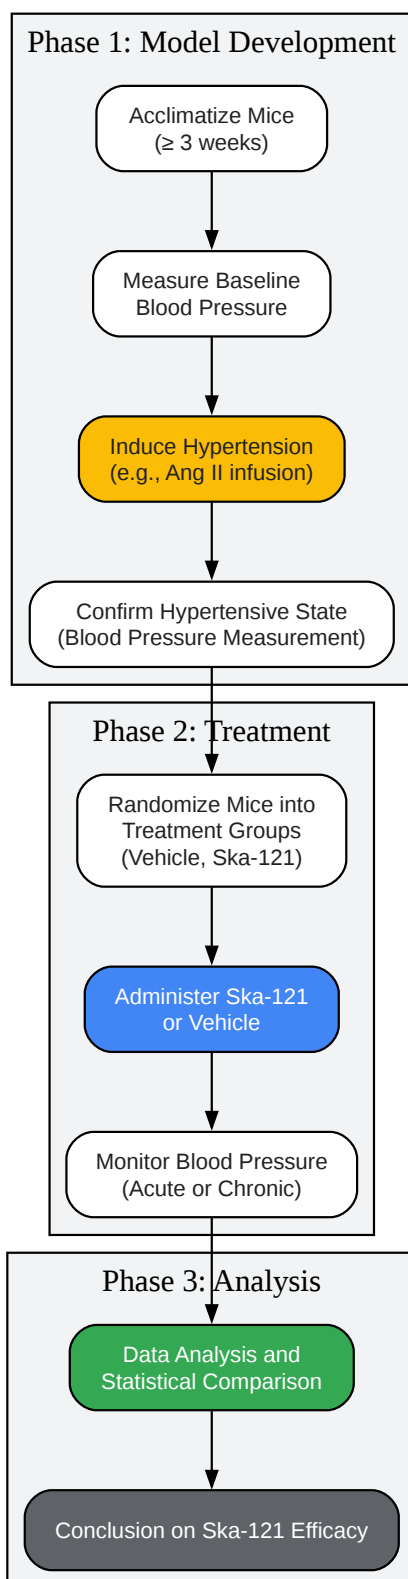 Phase 1: Model Development
Acclimatize Mice
(≥ 3 weeks)
Measure Baseline
Blood Pressure
Induce Hypertension
(e.g., Ang II infusion)
Confirm Hypertensive State
(Blood Pressure Measurement)
Phase 2: Treatment
Randomize Mice into
Treatment Groups
(Vehicle, Ska-121)
Administer Ska-121
or Vehicle
Monitor Blood Pressure
(Acute or Chronic)
Phase 3: Analysis
Data Analysis and
Statistical Comparison
Conclusion on Ska-121 Efficacy